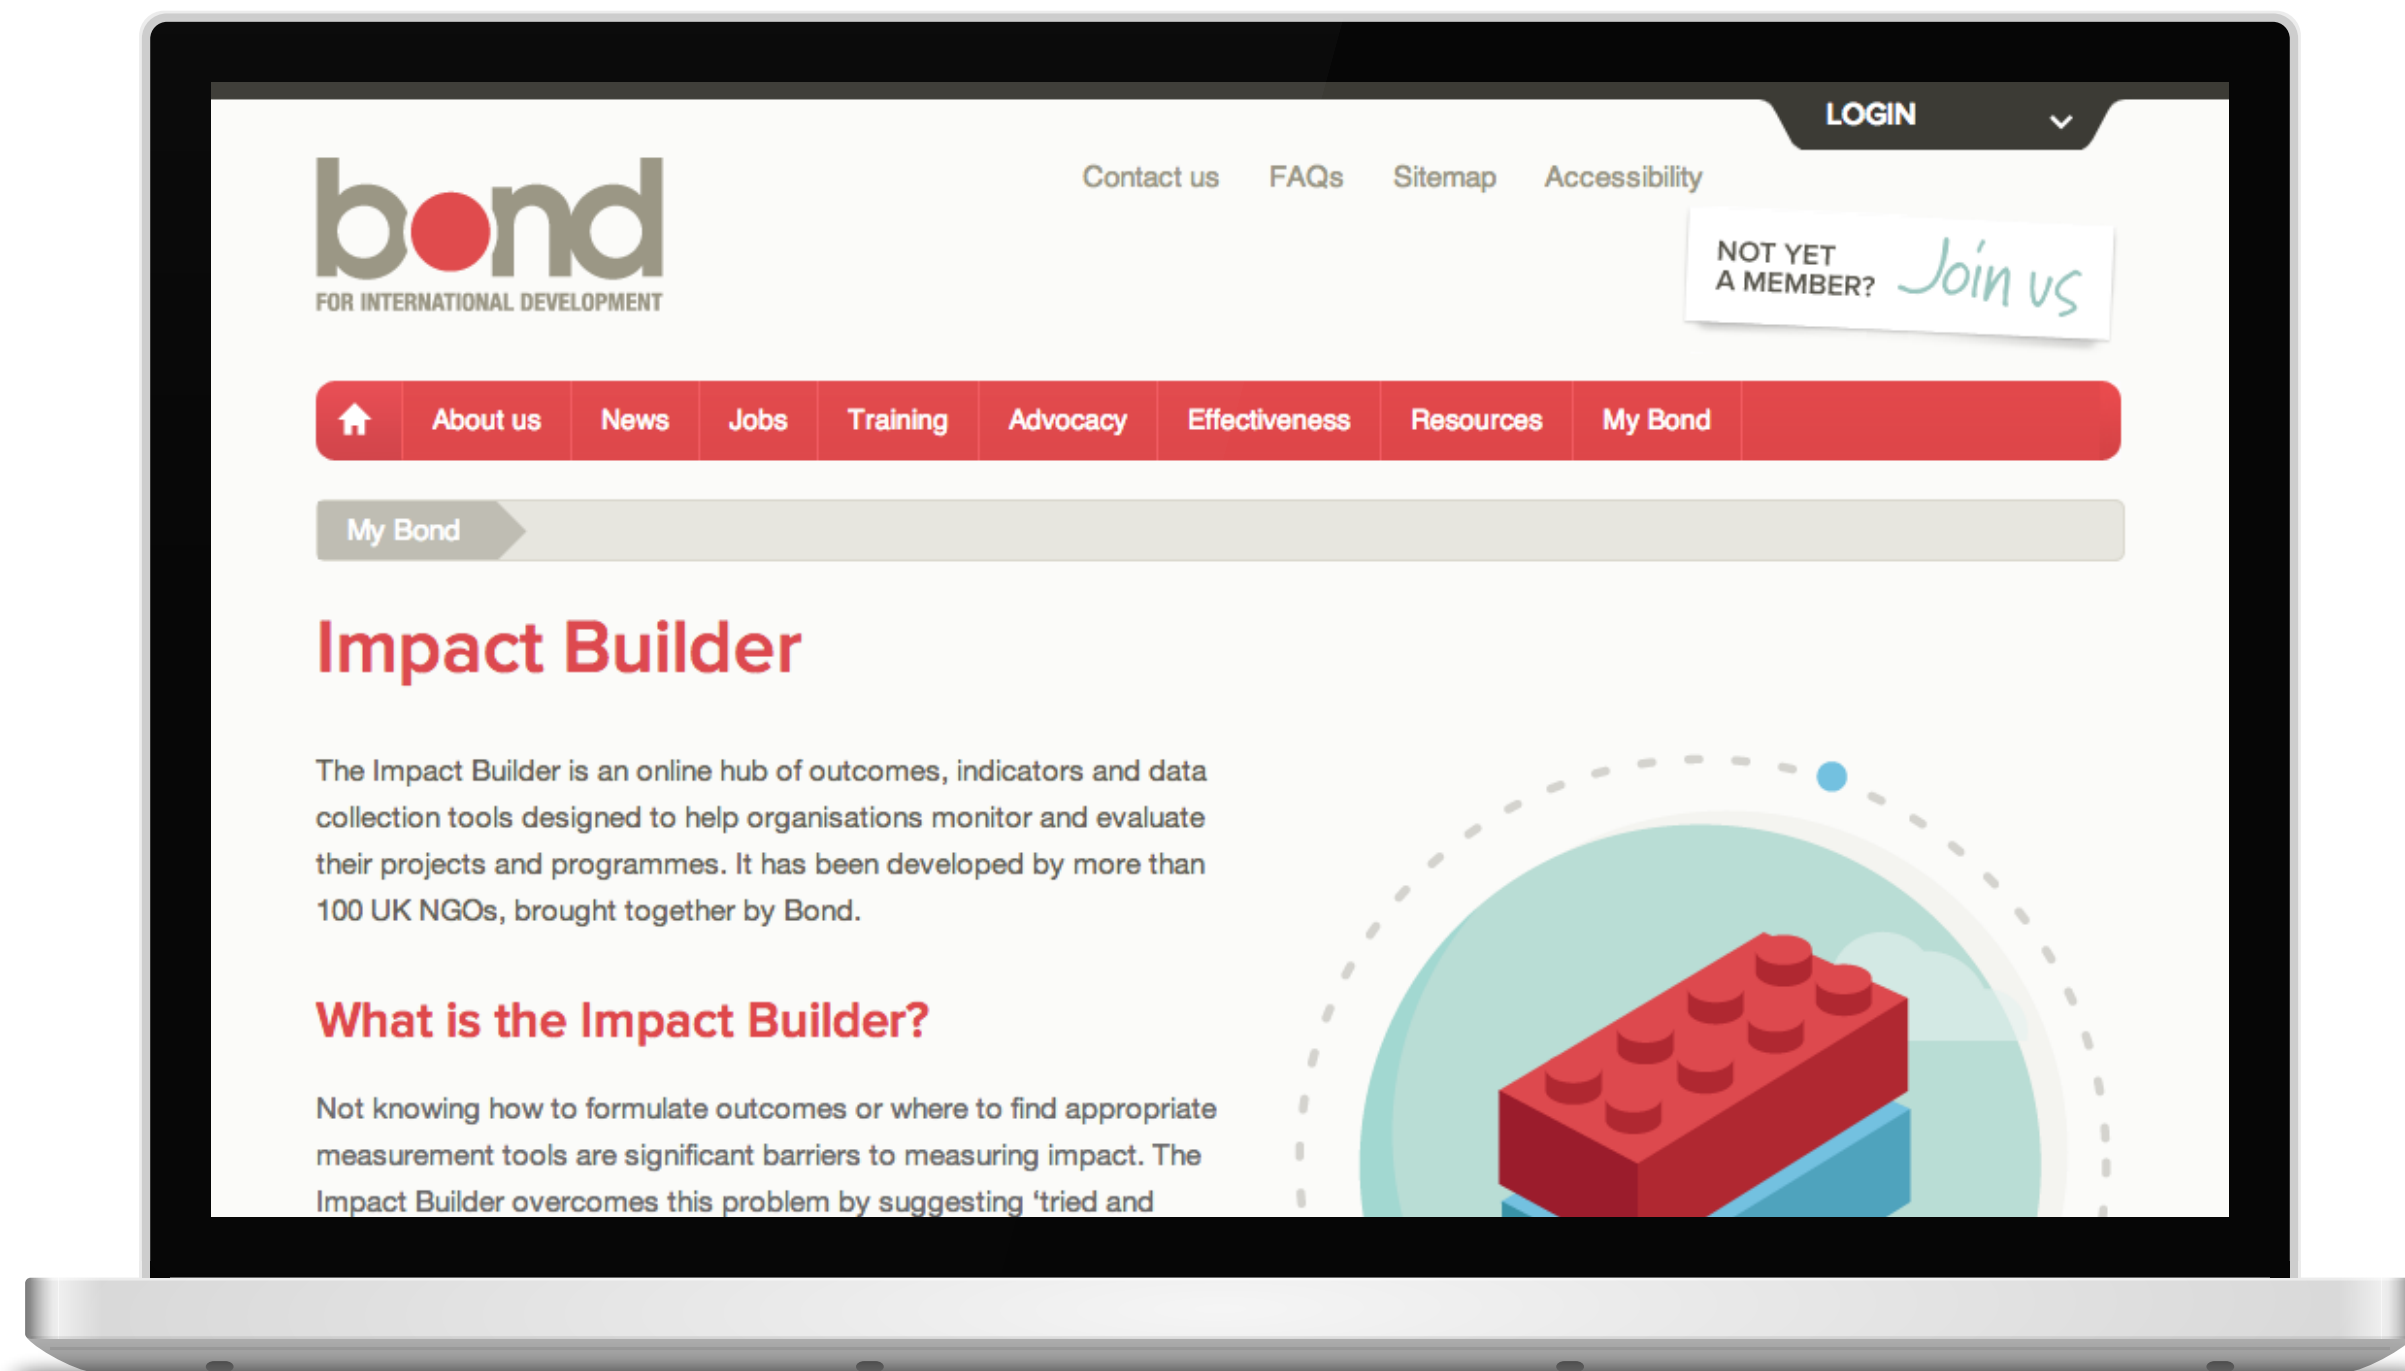 LOGIN
bond
FOR INTERNATIONAL DEVELOPMENT
Contact us FAQs Sitemap Accessibility
NOT YET
A MEMBER?
Join us
About us News Jobs Training Advocacy Effectiveness Resources My Bond
My Bond
Impact Builder
The Impact Builder is an online hub of outcomes, indicators and data
collection tools designed to help organisations monitor and evaluate
their projects and programmes. It has been developed by more than
100 UK NGOs, brought together by Bond.
What is the Impact Builder?
Not knowing how to formulate outcomes or where to find appropriate
measurement tools are significant barriers to measuring impact. The
Impact Builder overcomes this problem by suggesting ‘tried and